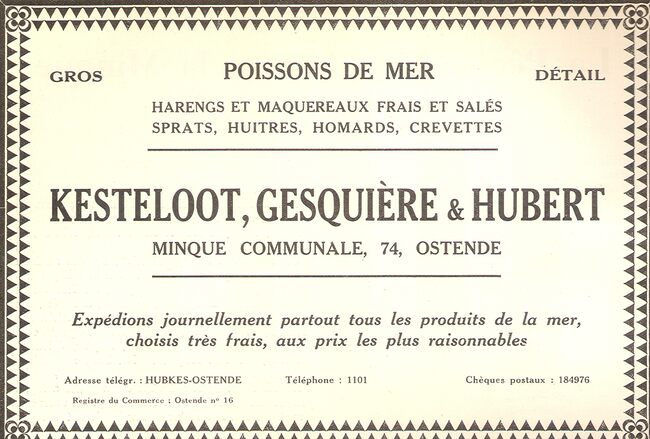 GROS
POISSONS DE MER
DÉTAIL
HARENGS ET MAQUEREAUX FRAIS ET SALÉS
SPRATS, HUITRES, HOMARDS, CREVETTES
KESTELOOT, GESQUIÈRE & HUBERT
MINQUE COMMUNALE, 74, OSTENDE
Expédions journellement partout tous les produits de la mer,
choisis très frais, aux prix les plus raisonnables
Adresse télégr. : HUBKES-OSTENDE Téléphone : 1101 Chèques postaux : 184976
Registre du Commerce : Ostende nº 16